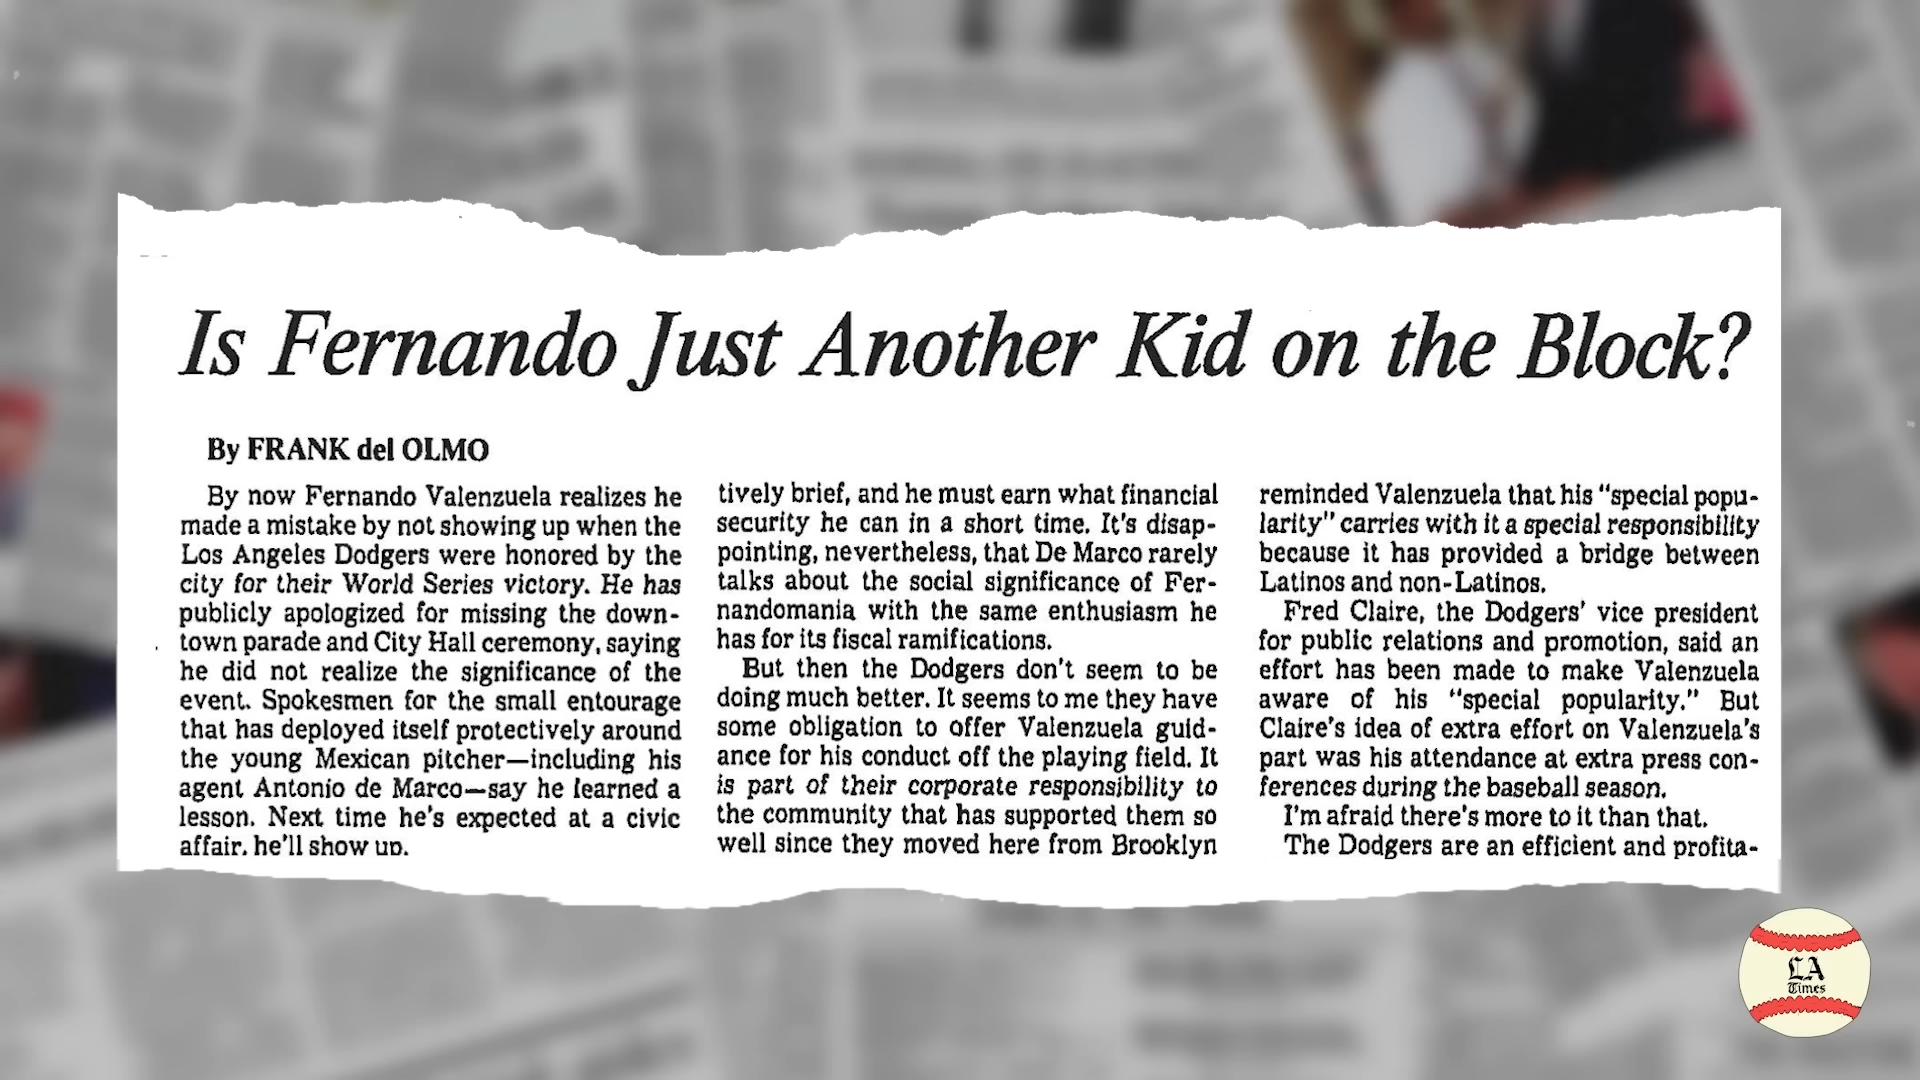 Is Fernando Just Another Kid on the Block?
By FRANK del OLMO
By now Fernando Valenzuela realizes he
made a mistake by not showing up when the
Los Angeles Dodgers were honored by the
city for their World Series victory. He has
publicly apologized for missing the down-
town parade and City Hall ceremony, saying
he did not realize the significance of the
event. Spokesmen for the small entourage
that has deployed itself protectively around
the young Mexican pitcher—including his
agent Antonio de Marco—say he learned a
lesson. Next time he's expected at a civic
affair, he'll show up.
tively brief, and he must earn what financial
security he can in a short time. It's disap-
pointing, nevertheless, that De Marco rarely
talks about the social significance of Fer-
nandomania with the same enthusiasm he
has for its fiscal ramifications.
But then the Dodgers don't seem to be
doing much better. It seems to me they have
some obligation to offer Valenzuela guid-
ance for his conduct off the playing field. It
is part of their corporate responsibility to
the community that has supported them so
well since they moved here from Brooklyn
reminded Valenzuela that his "special popu-
larity" carries with it a special responsibility
because it has provided a bridge between
Latinos and non-Latinos.
Fred Claire, the Dodgers' vice president
for public relations and promotion, said an
effort has been made to make Valenzuela
aware of his "special popularity." But
Claire's idea of extra effort on Valenzuela's
part was his attendance at extra press con-
ferences during the baseball season.
I'm afraid there's more to it than that.
The Dodgers are an efficient and profita-
LA
Times